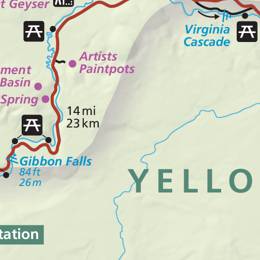 t Geyser
Virginia
Cascade
Artists
Paintpots
ment
Basin
Spring
14 mi
23 km
Gibbon Falls
84 ft
26 m
YELLO
tation